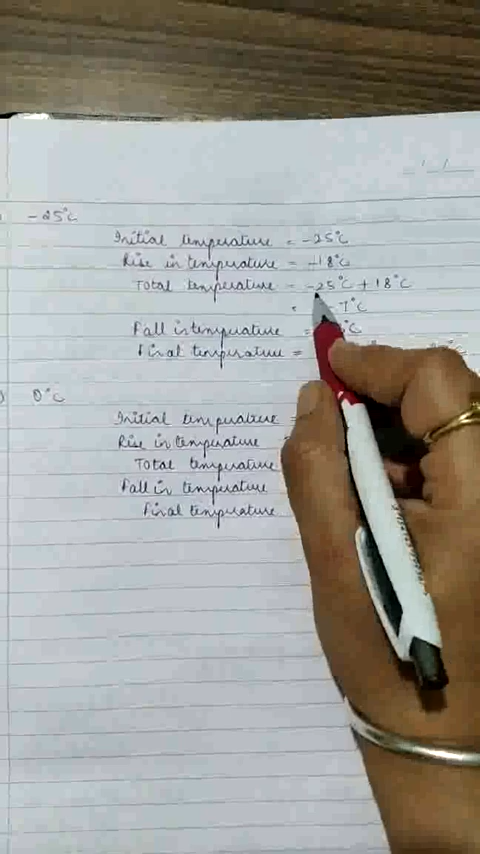 -25°C
Initial temperature = -25°C
Rise in temperature = -18°C
Total temperature = -25°C + 18°C
= -7°C
Fall in temperature =
Final temperature =
0°C
Initial temperature
Rise in temperature
Total temperature
Fall in temperature
Final temperature